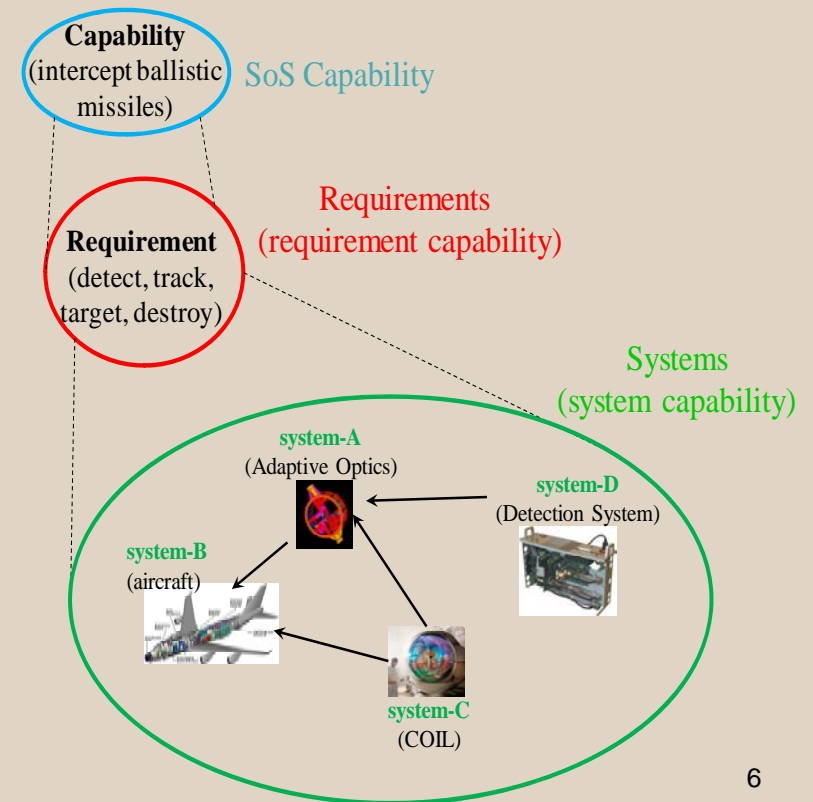 Capability
(intercept ballistic
missiles)
SoS Capability
Requirements
(requirement capability)
Requirement
(detect, track,
target, destroy)
Systems
(system capability)
system-A
(Adaptive Optics)
system-D
(Detection System)
system-B
(aircraft)
system-C
(COIL)
6